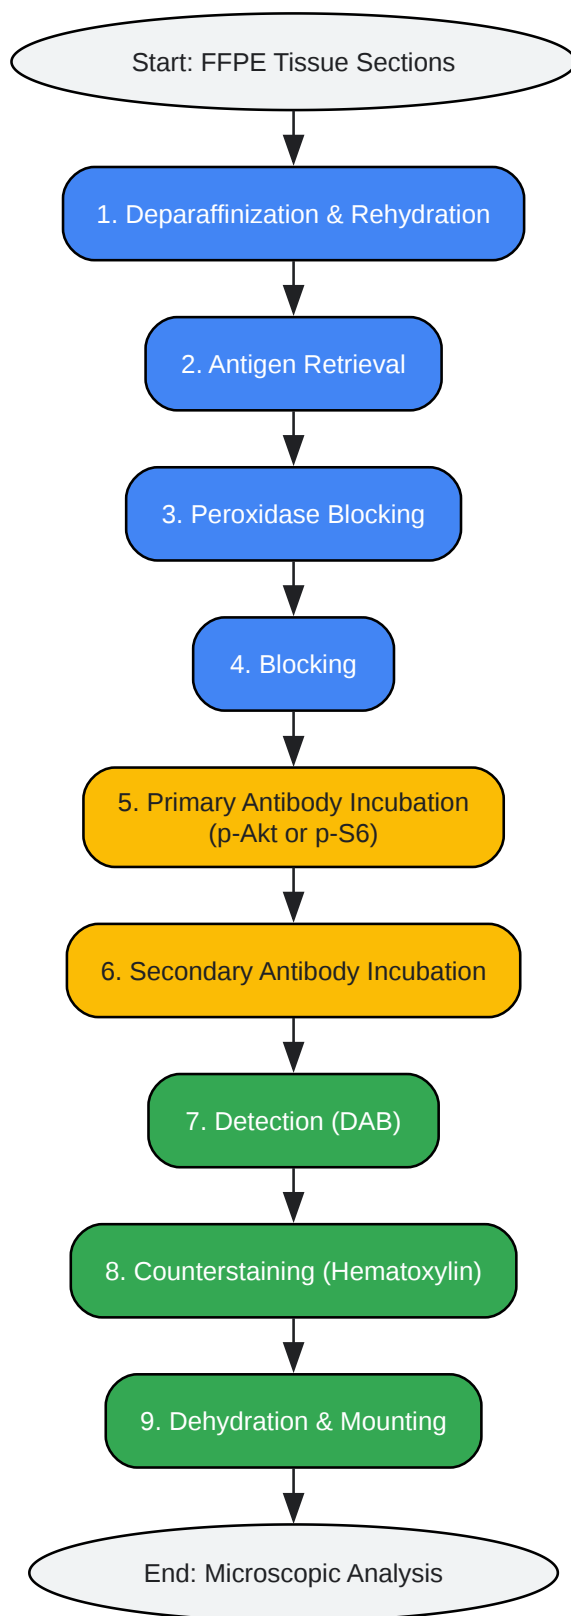 Start: FFPE Tissue Sections
1. Deparaffinization & Rehydration
2. Antigen Retrieval
3. Peroxidase Blocking
4. Blocking
5. Primary Antibody Incubation
(p-Akt or p-S6)
6. Secondary Antibody Incubation
7. Detection (DAB)
8. Counterstaining (Hematoxylin)
9. Dehydration & Mounting
End: Microscopic Analysis